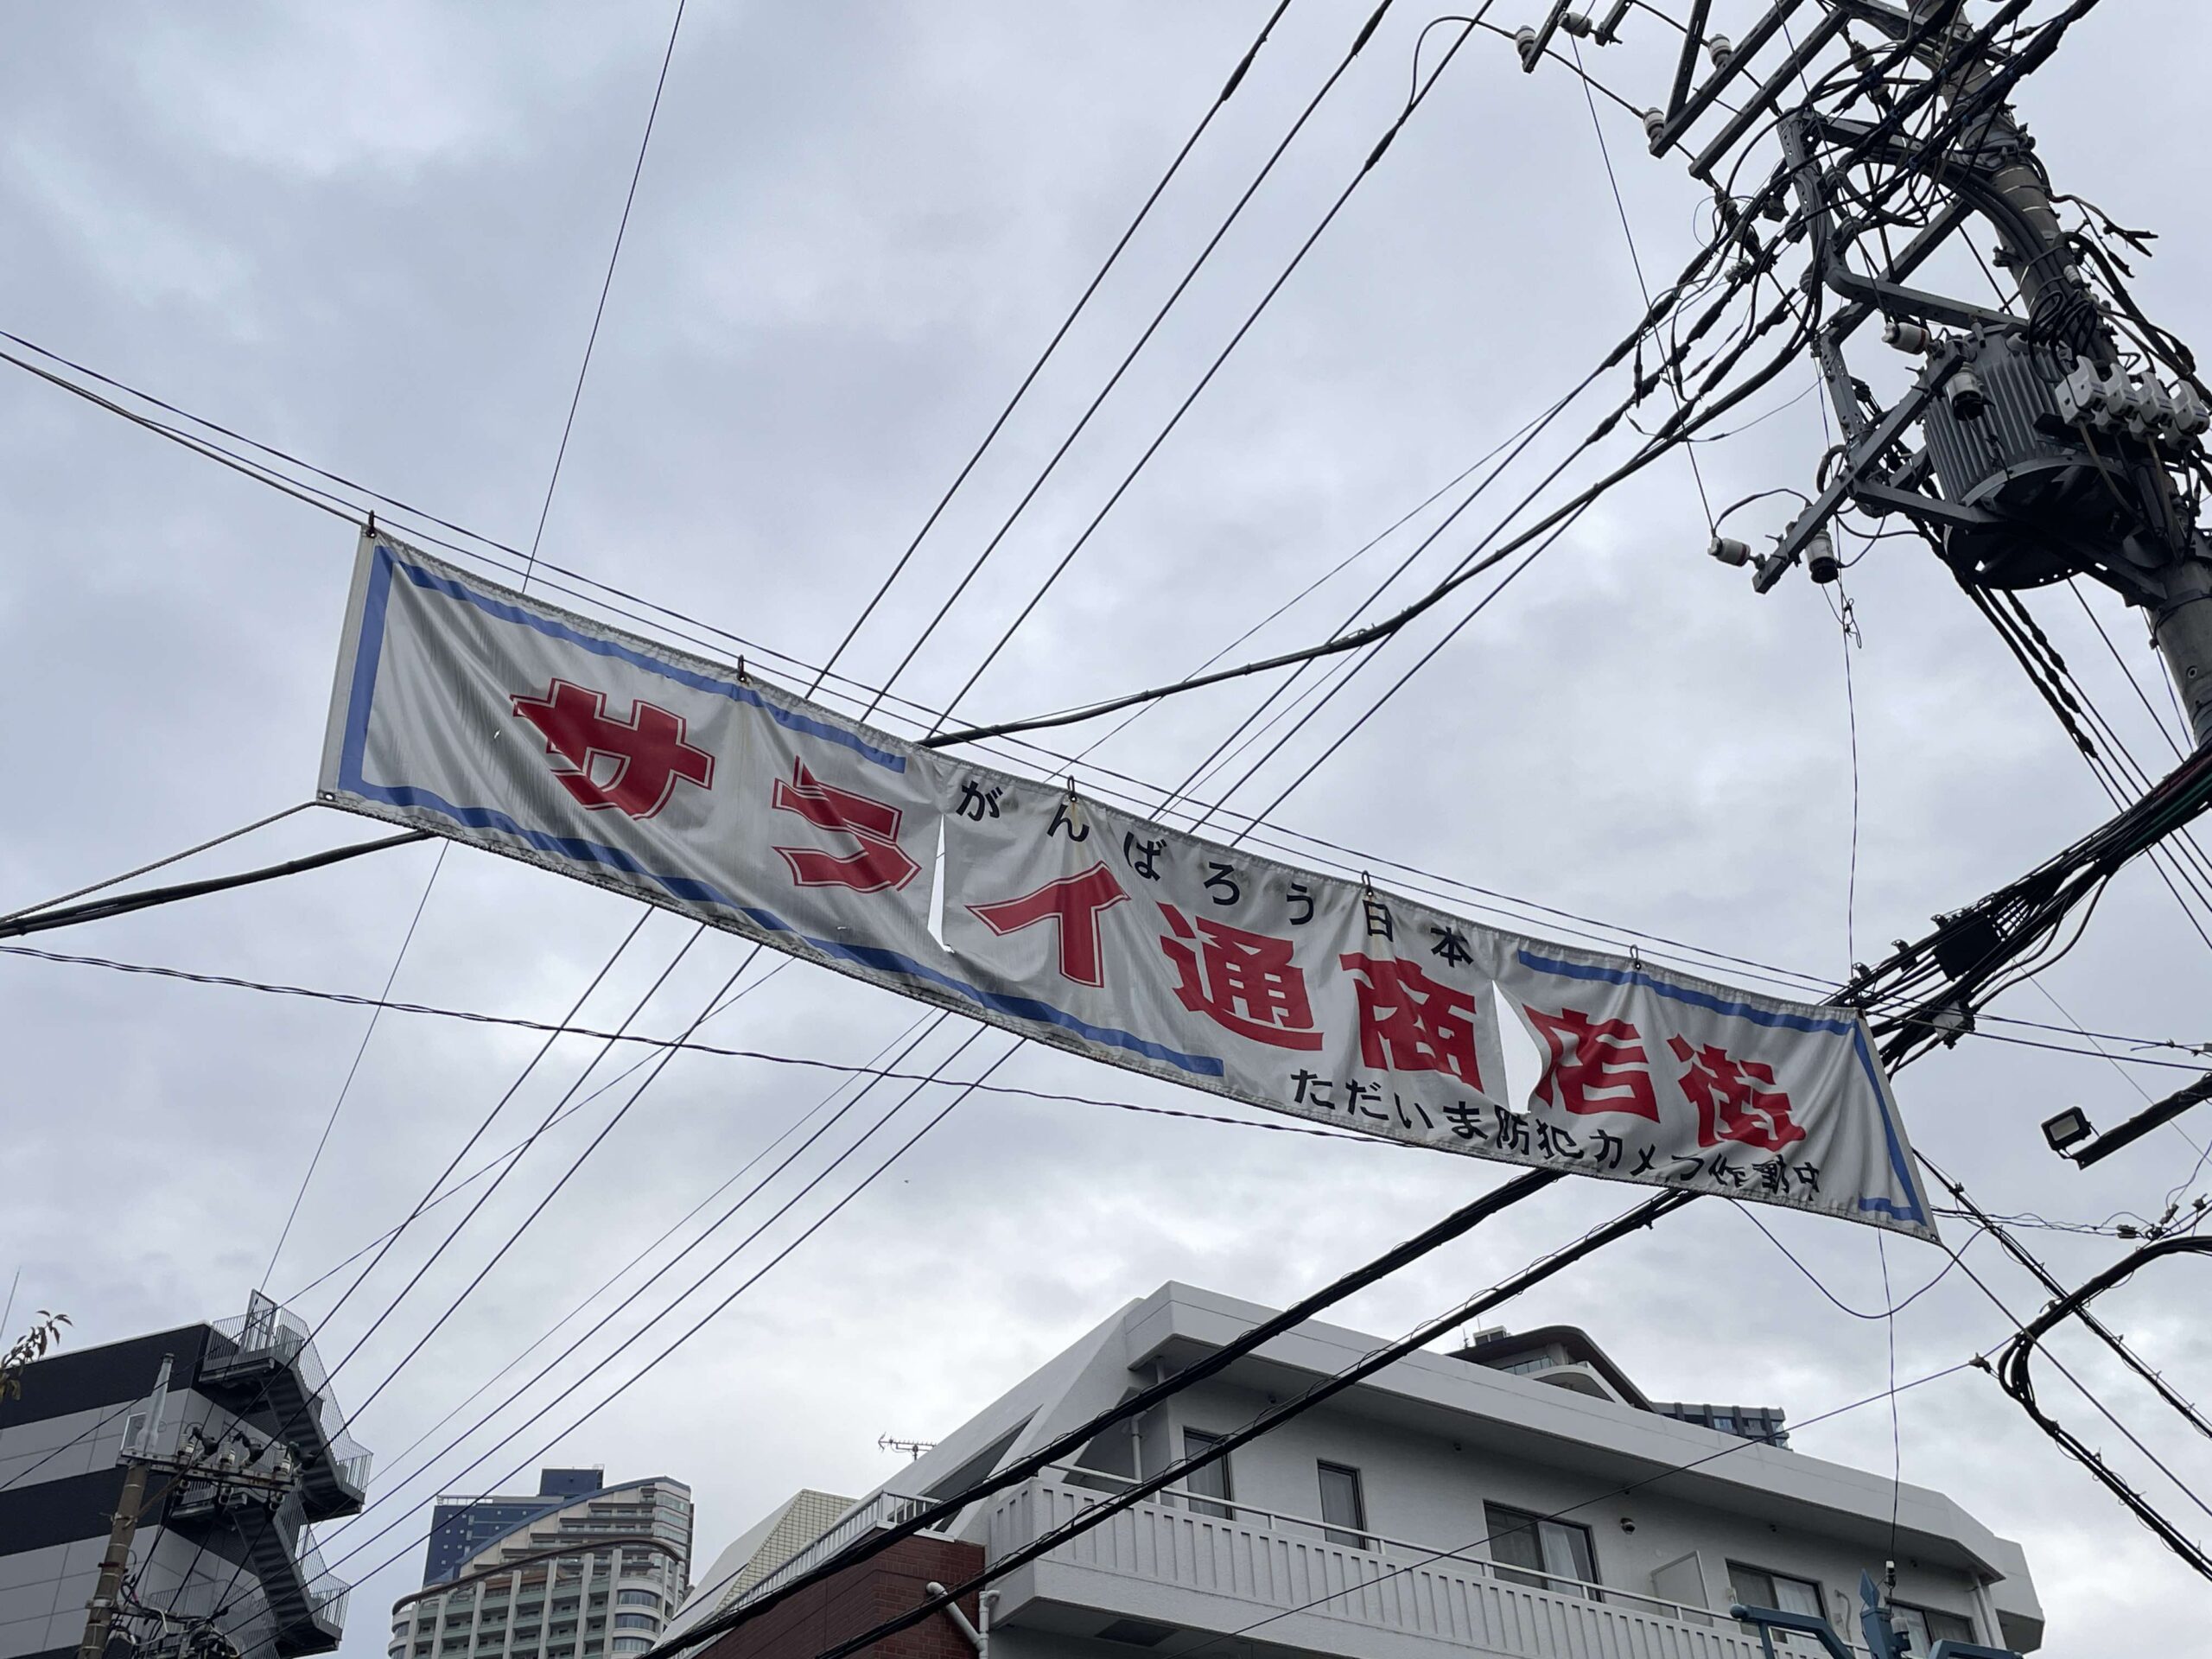 がんばろう日本
サライ通商店街
ただいま防犯カメラ作動中